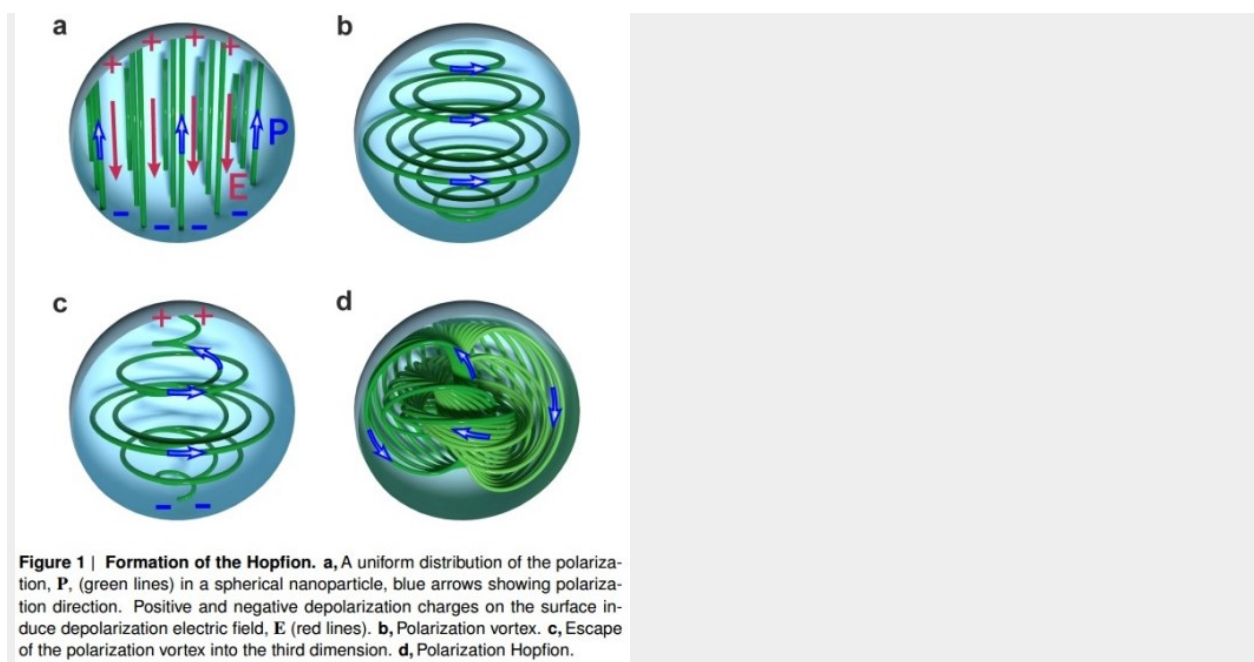 a
b
+ + + +
P
E
- - - -
c
d
+ +
- -
Figure 1 | Formation of the Hopfion. a, A uniform distribution of the polariza-
tion, P, (green lines) in a spherical nanoparticle, blue arrows showing polariza-
tion direction. Positive and negative depolarization charges on the surface in-
duce depolarization electric field, E (red lines). b, Polarization vortex. c, Escape
of the polarization vortex into the third dimension. d, Polarization Hopfion.